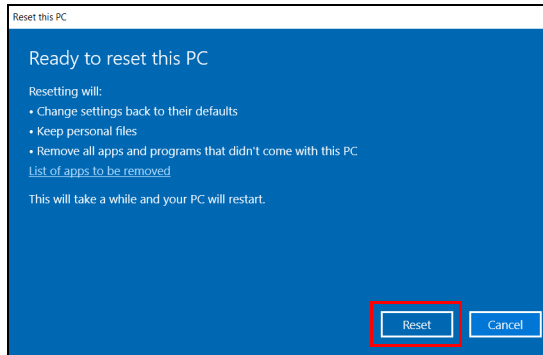 Reset this PC
Ready to reset this PC
Resetting will:
• Change settings back to their defaults
• Keep personal files
• Remove all apps and programs that didn't come with this PC
List of apps to be removed
This will take a while and your PC will restart.
Reset
Cancel